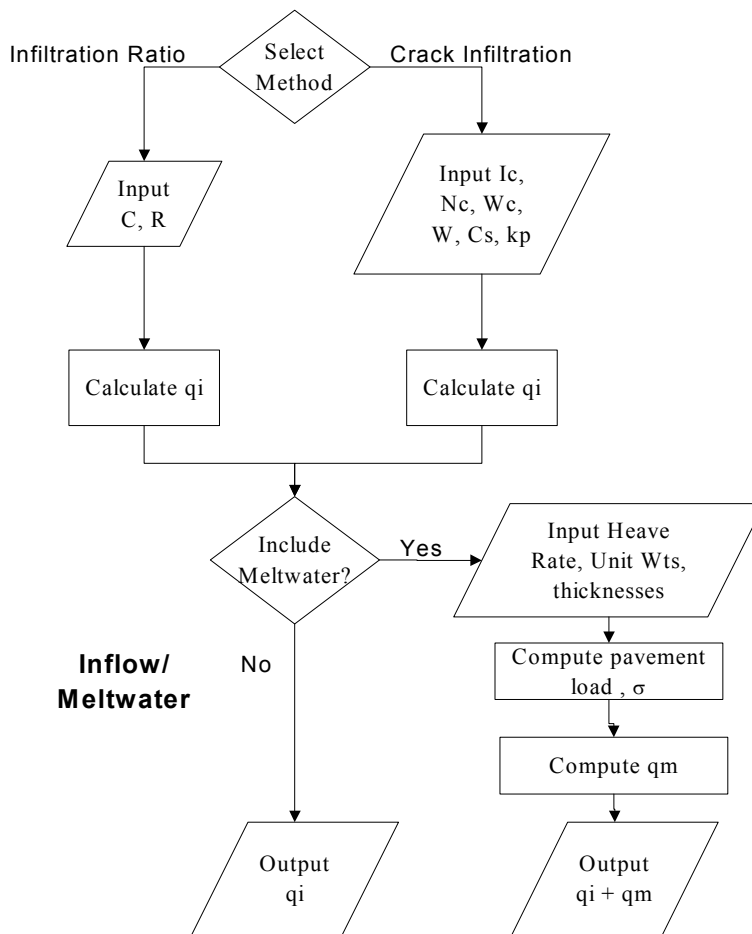 Infiltration Ratio
Select
Method
Crack Infiltration
Input
C, R
Input Ic,
Nc, Wc,
W, Cs, kp
Calculate qi
Calculate qi
Include
Meltwater?
Yes
Input Heave
Rate, Unit Wts,
thicknesses
Inflow/
Meltwater
No
Compute pavement
load , σ
Compute qm
Output
qi
Output
qi + qm